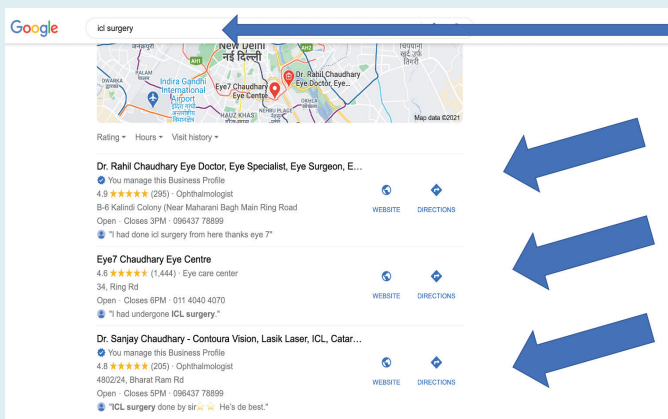 Google
icl surgery
New Delhi
नई दिल्ली
AH1
AH2
DWARKA
PALAM
Indira Gandhi
International
Airport
Eye7 Chaudhary
Eye Centre
Dr. Rahil Chaudhary
Eye Doctor, Eye...
HAUZ KHAS
NEHRU PLACE
OKHLA
Map data ©2021
Rating Hours Visit history
Dr. Rahil Chaudhary Eye Doctor, Eye Specialist, Eye Surgeon, E...
You manage this Business Profile
4.9 ★★★★★ (295) · Ophthalmologist
B-6 Kalindi Colony (Near Maharani Bagh Main Ring Road
Open · Closes 3PM · 096437 78899
"I had done icl surgery from here thanks eye 7"
WEBSITE DIRECTIONS
Eye7 Chaudhary Eye Centre
4.6 ★★★★★ (1,444) · Eye care center
34, Ring Rd
Open · Closes 6PM · 011 4040 4070
"I had undergone ICL surgery."
WEBSITE DIRECTIONS
Dr. Sanjay Chaudhary - Contoura Vision, Lasik Laser, ICL, Catar...
You manage this Business Profile
4.8 ★★★★★ (205) · Ophthalmologist
4802/24, Bharat Ram Rd
Open · Closes 5PM · 096437 78899
"ICL surgery done by sir⭐⭐ He's de best."
WEBSITE DIRECTIONS